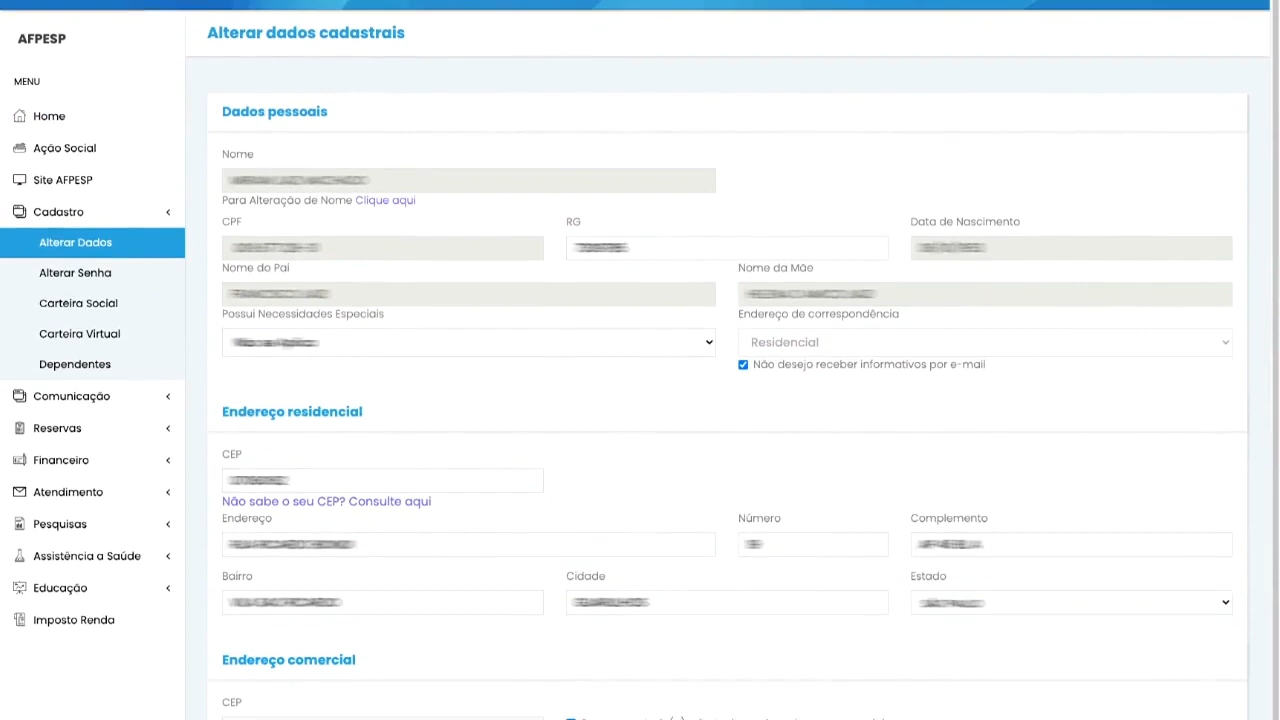 AFPESP
MENU
Home
Ação Social
Site AFPESP
Cadastro
Alterar Dados
Alterar Senha
Carteira Social
Carteira Virtual
Dependentes
Comunicação
Reservas
Financeiro
Atendimento
Pesquisas
Assistência a Saúde
Educação
Imposto Renda
Alterar dados cadastrais
Dados pessoais
Nome
Para Alteração de Nome Clique aqui
CPF RG Data de Nascimento
Nome do Pai Nome da Mãe
Possui Necessidades Especiais Endereço de correspondência
Residencial
Não desejo receber informativos por e-mail
Endereço residencial
CEP
Não sabe o seu CEP? Consulte aqui
Endereço Número Complemento
Bairro Cidade Estado
Endereço comercial
CEP